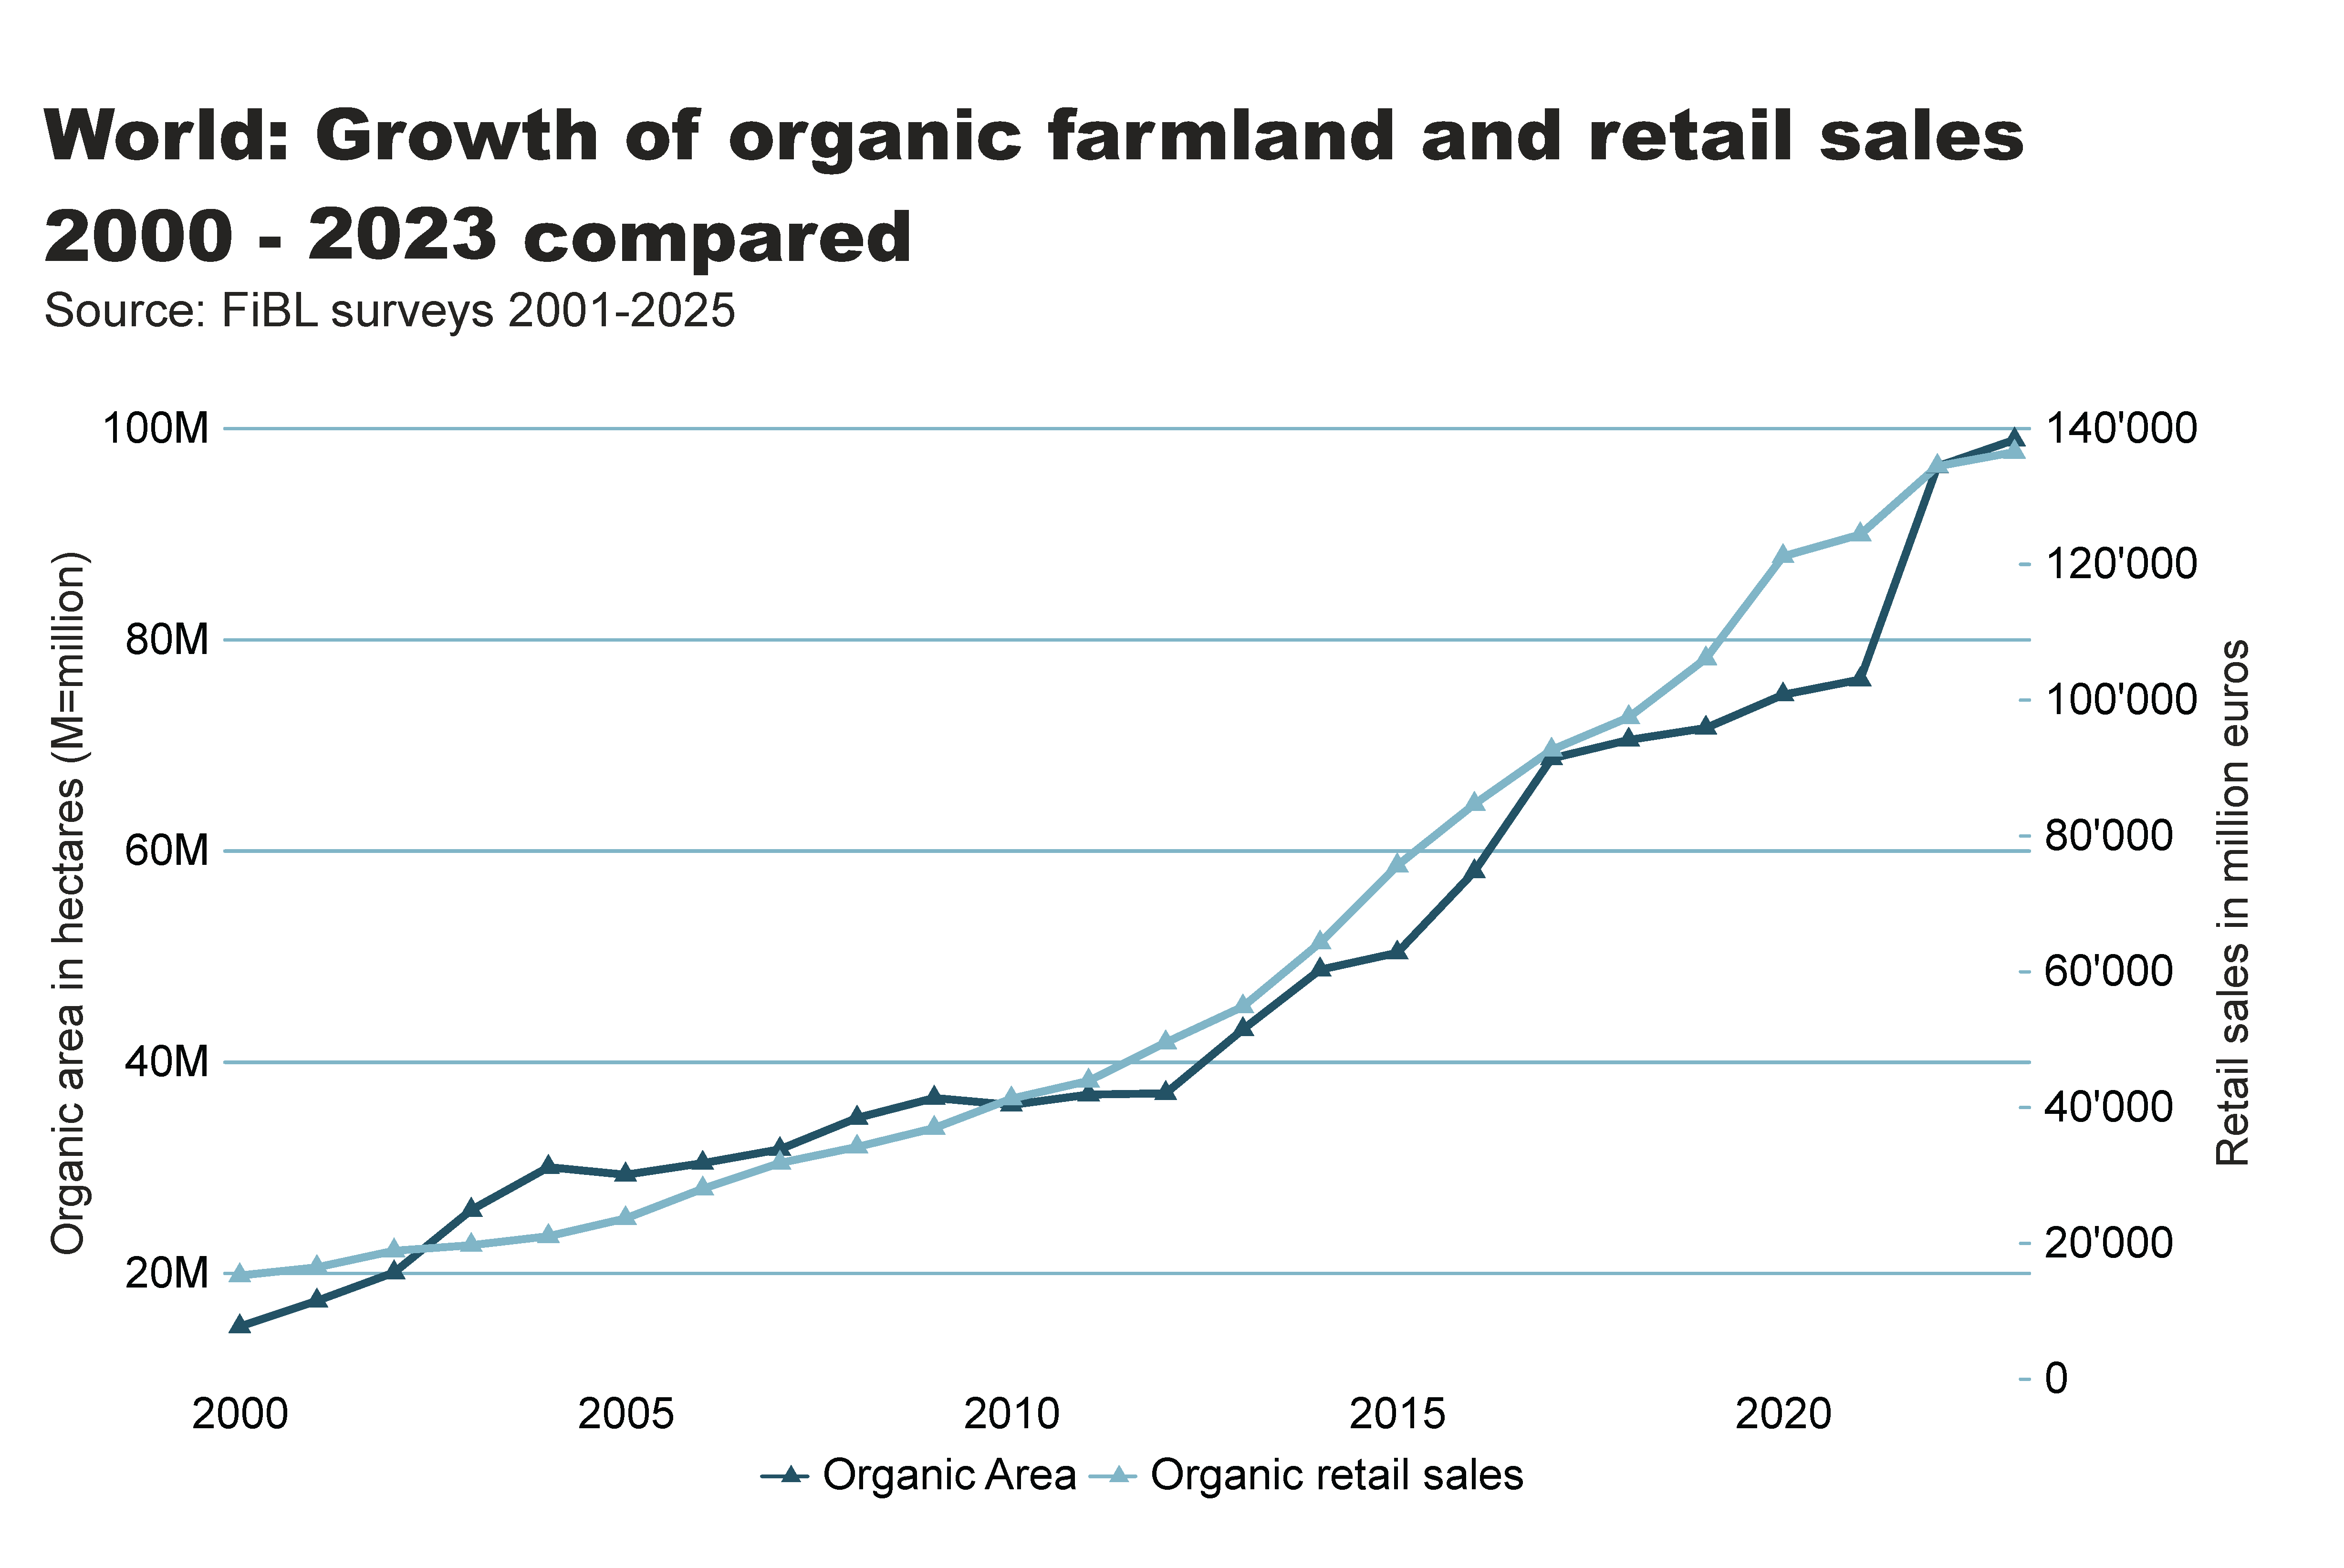 World: Growth of organic farmland and retail sales
2000 - 2023 compared
Source: FiBL surveys 2001-2025
Organic area in hectares (M=million)
100M
80M
60M
40M
20M
140'000
120'000
100'000
80'000
60'000
40'000
20'000
0
Retail sales in million euros
2000 2005 2010 2015 2020
Organic Area Organic retail sales